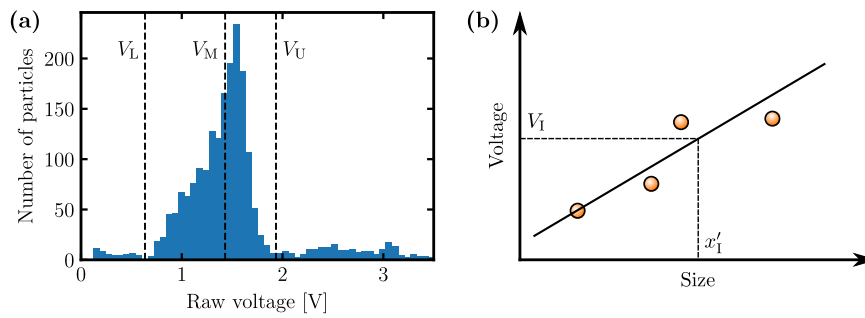 (a)
Number of particles
200
150
100
50
0
V_L
V_M
V_U
0
1
2
3
Raw voltage [V]
(b)
Voltage
V_I
x′_I
Size